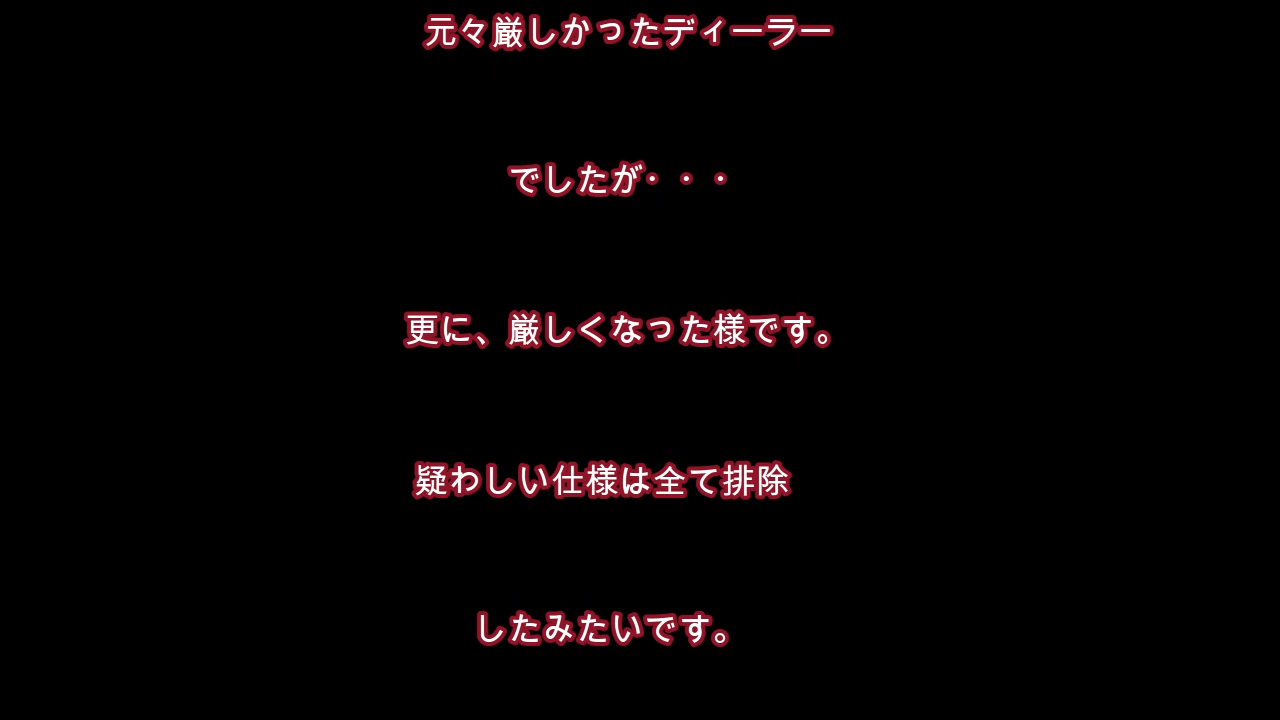 元々厳しかったディーラー
でしたが・・・
更に、厳しくなった様です。
疑わしい仕様は全て排除
したみたいです。